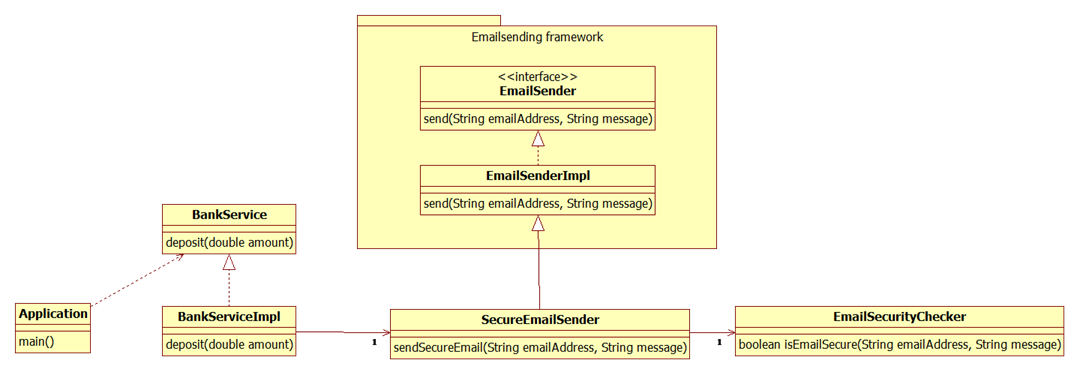 Emailsending framework
<<interface>>
EmailSender
send(String emailAddress, String message)
EmailSenderImpl
send(String emailAddress, String message)
BankService
deposit(double amount)
Application
main()
BankServiceImpl
deposit(double amount)
1
SecureEmailSender
sendSecureEmail(String emailAddress, String message)
1
EmailSecurityChecker
boolean isEmailSecure(String emailAddress, String message)